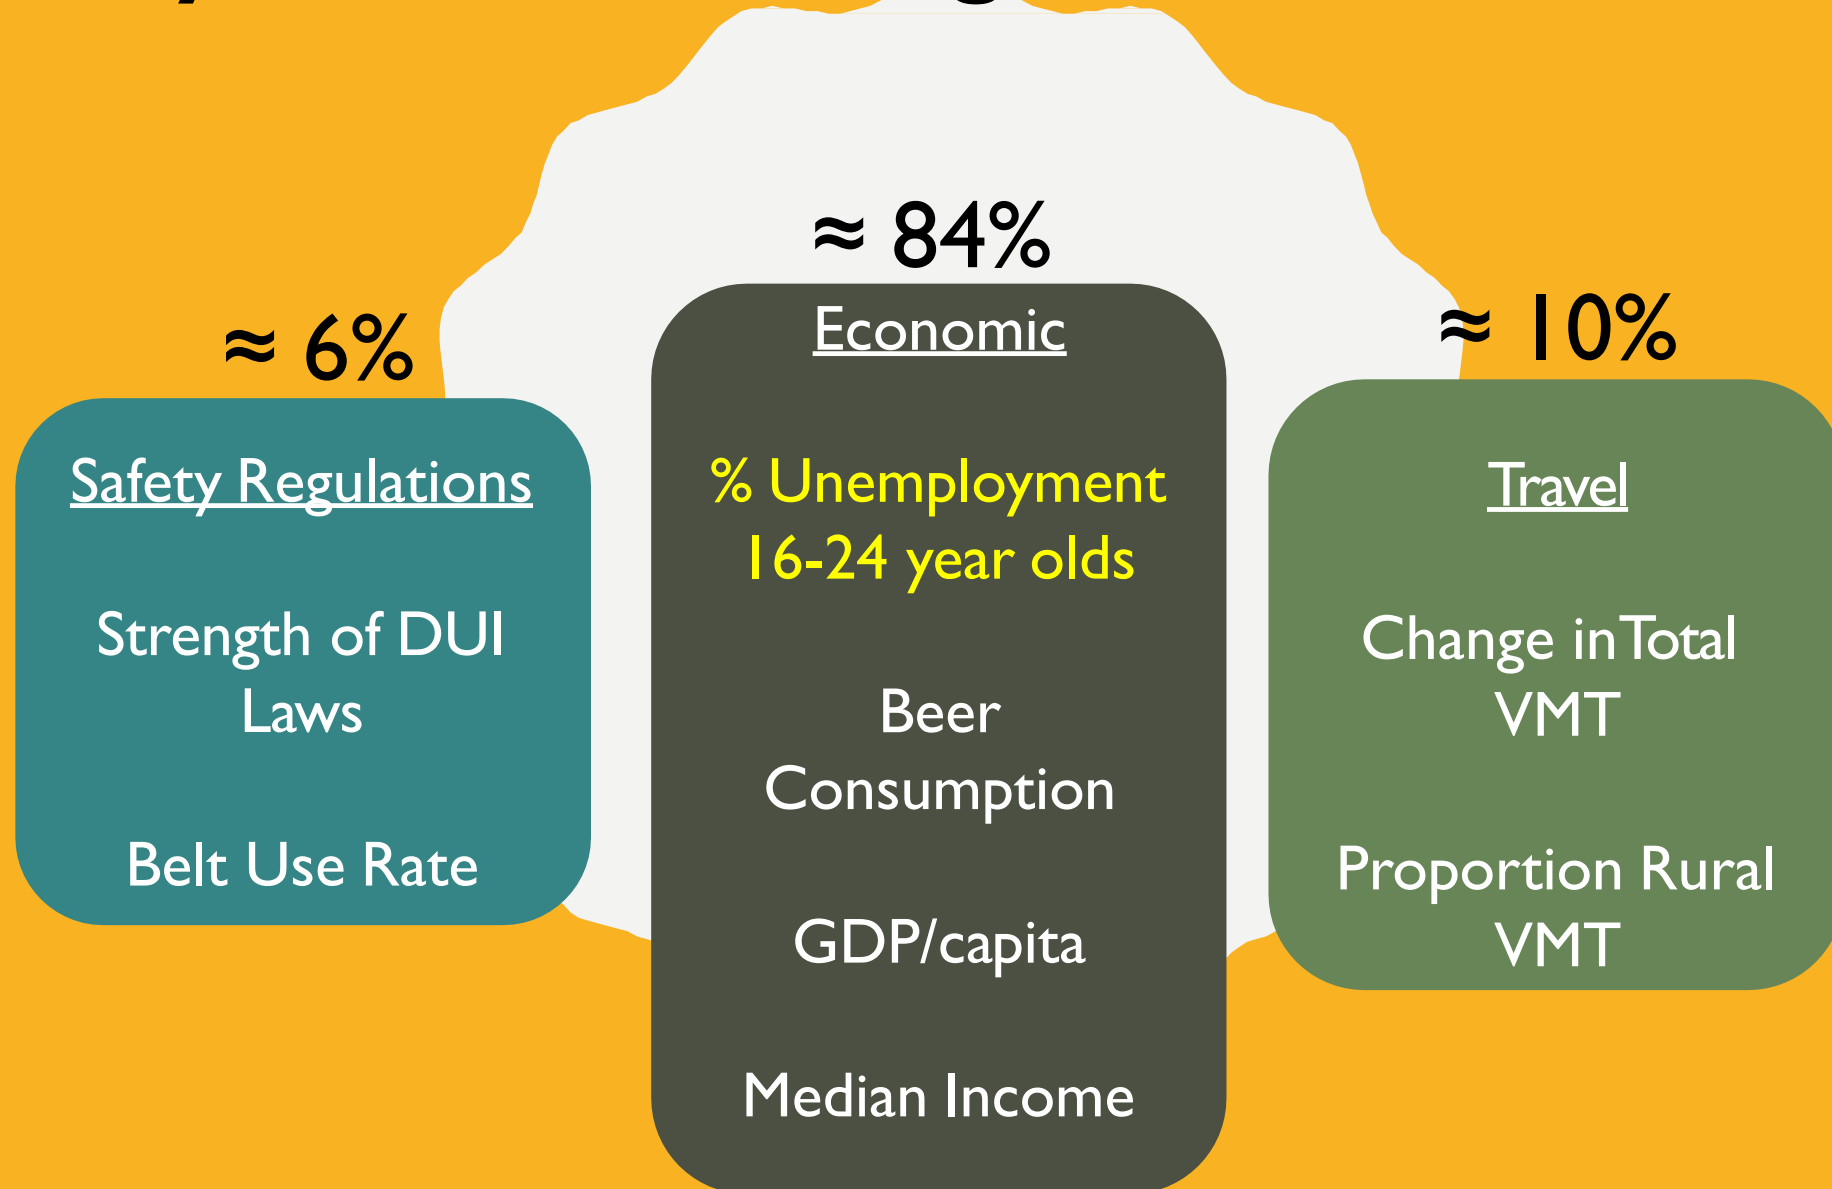 ≈ 84%
≈ 6%
≈ 10%
Safety Regulations
Strength of DUI
Laws
Belt Use Rate
Economic
% Unemployment
16-24 year olds
Beer
Consumption
GDP/capita
Median Income
Travel
Change in Total
VMT
Proportion Rural
VMT